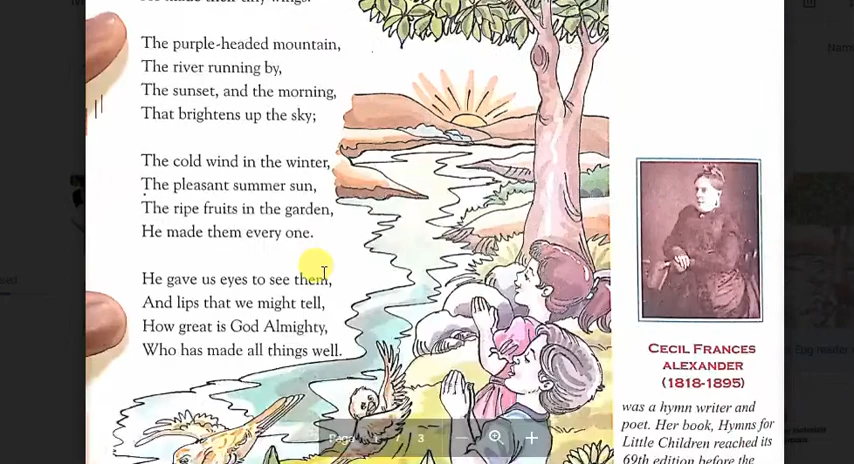 The purple-headed mountain,
The river running by,
The sunset, and the morning,
That brightens up the sky;
The cold wind in the winter,
The pleasant summer sun,
The ripe fruits in the garden,
He made them every one.
He gave us eyes to see them,
And lips that we might tell,
How great is God Almighty,
Who has made all things well.
CECIL FRANCES
ALEXANDER
(1818-1895)
was a hymn writer and
poet. Her book, Hymns for
Little Children reached its
69th edition before the
Page / 3